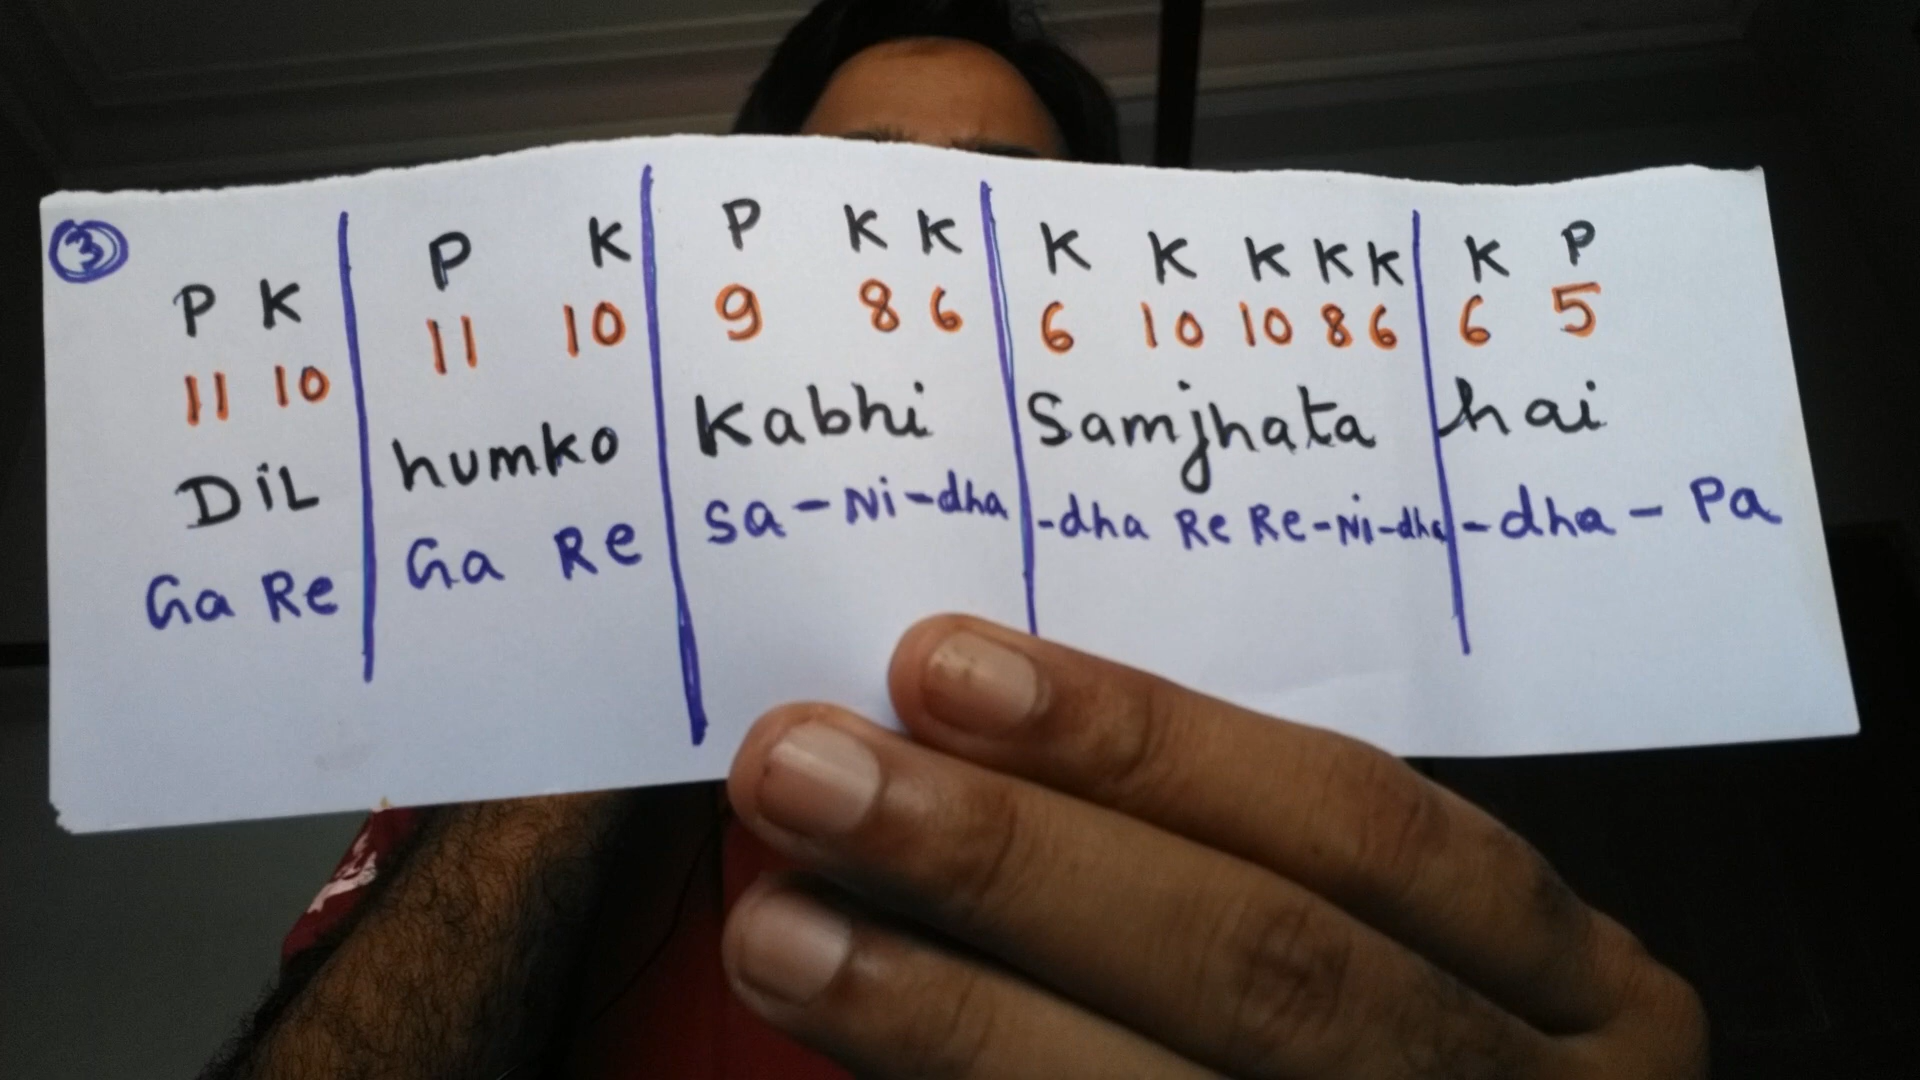 3
P K | P K | P K K | K K K K K | K P
11 10 | 11 10 | 9 8 6 | 6 10 10 8 6 | 6 5
DiL | humko | Kabhi | Samjhata | hai
Ga Re | Ga Re | Sa - Ni - dha | - dha Re Re - Ni - dha | - dha - Pa